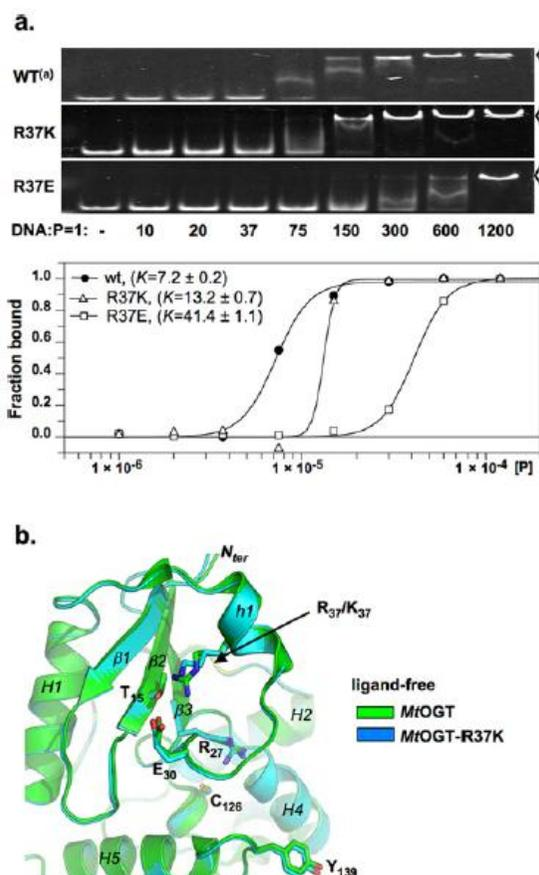 a.
WT(a)
R37K
R37E
DNA:P=1: - 10 20 37 75 150 300 600 1200
1.0
0.8
0.6
0.4
0.2
0.0
Fraction bound
wt, (K=7.2 ± 0.2)
R37K, (K=13.2 ± 0.7)
R37E, (K=41.4 ± 1.1)
1 × 10⁻⁶ 1 × 10⁻⁵ 1 × 10⁻⁴ [P]
b.
Nter
h1
R37/K37
β1
β2
H1
T15
β3
H2
R27
E30
C126
H4
H5
Y139
ligand-free
MtOGT
MtOGT-R37K